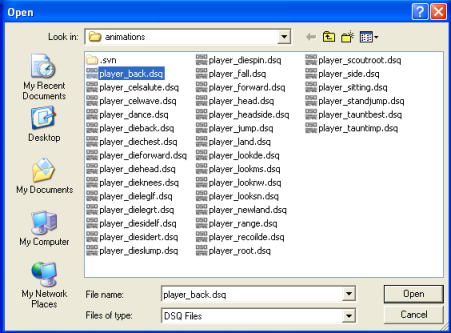 Open
Look in:
animations
My Recent
Documents
Desktop
My Documents
My Computer
My Network
Places
.svn
player_back.dsq
player_celsalute.dsq
player_celwave.dsq
player_dance.dsq
player_dieback.dsq
player_diechest.dsq
player_dieforward.dsq
player_diehead.dsq
player_dieknees.dsq
player_dieleglf.dsq
player_dielegrt.dsq
player_diesidelf.dsq
player_diesidert.dsq
player_dieslump.dsq
player_diespin.dsq
player_fall.dsq
player_forward.dsq
player_head.dsq
player_headside.dsq
player_jump.dsq
player_land.dsq
player_lookde.dsq
player_lookms.dsq
player_looknw.dsq
player_looksn.dsq
player_newland.dsq
player_range.dsq
player_recoilde.dsq
player_root.dsq
player_scoutroot.dsq
player_side.dsq
player_sitting.dsq
player_standjump.dsq
player_tauntbest.dsq
player_tauntimp.dsq
File name:
player_back.dsq
Open
Files of type:
DSQ Files
Cancel